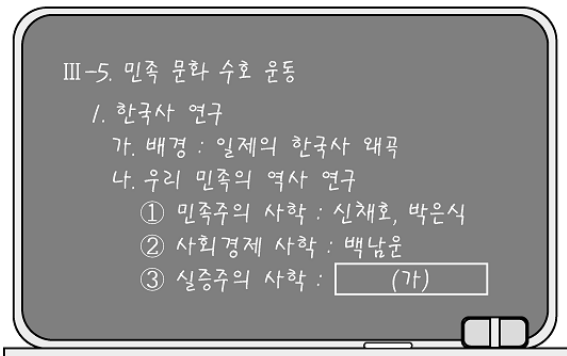 Ⅲ-5. 민족 문화 수호 운동
1. 한국사 연구
가. 배경 : 일제의 한국사 왜곡
나. 우리 민족의 역사 연구
① 민족주의 사학 : 신채호, 박은식
② 사회경제 사학 : 백남운
③ 실증주의 사학 : (가)